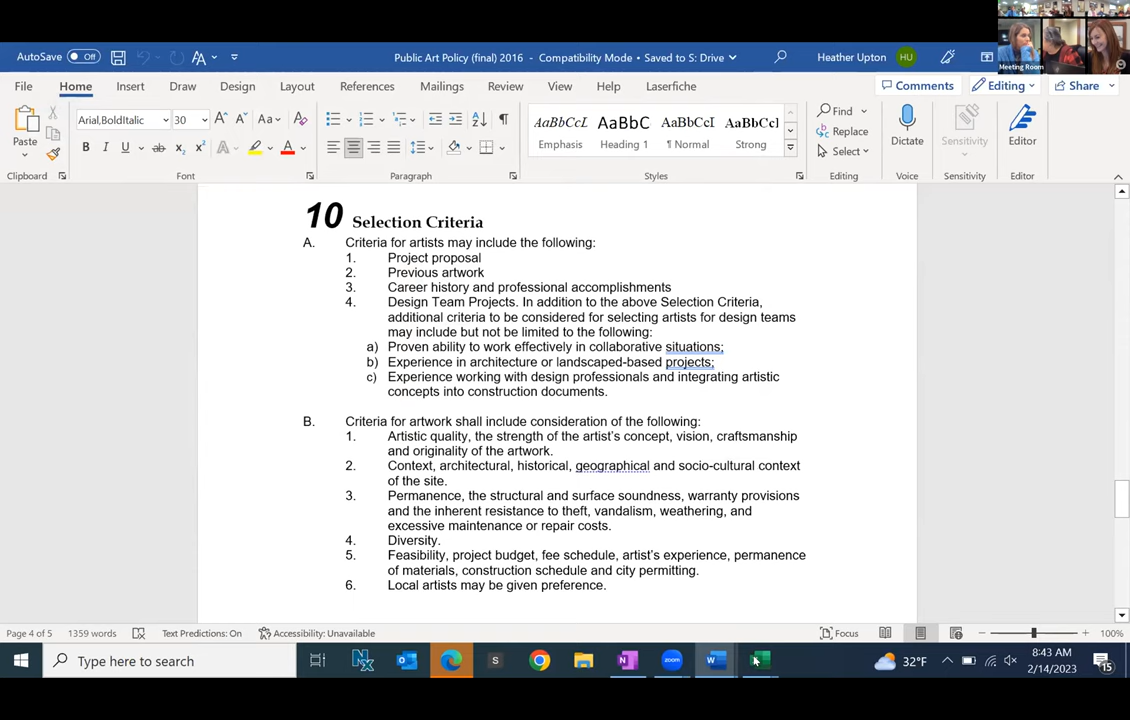 AutoSave Off
Public Art Policy (final) 2016 - Compatibility Mode • Saved to S: Drive
Heather Upton HU
Meeting Room
File Home Insert Draw Design Layout References Mailings Review View Help Laserfiche Comments Editing Share
Arial,BoldItalic 30 Aa
Paste
B I U ab x₂ x² A A
AaBbCcL AaBbC AaBbCcI AaBbCcl
Emphasis Heading 1 ¶ Normal Strong
Find
Replace
Select
Dictate Sensitivity Editor
Clipboard Font Paragraph Styles Editing Voice Sensitivity Editor
10 Selection Criteria
A. Criteria for artists may include the following:
1. Project proposal
2. Previous artwork
3. Career history and professional accomplishments
4. Design Team Projects. In addition to the above Selection Criteria,
additional criteria to be considered for selecting artists for design teams
may include but not be limited to the following:
a) Proven ability to work effectively in collaborative situations;
b) Experience in architecture or landscaped-based projects;
c) Experience working with design professionals and integrating artistic
concepts into construction documents.
B. Criteria for artwork shall include consideration of the following:
1. Artistic quality, the strength of the artist's concept, vision, craftsmanship
and originality of the artwork.
2. Context, architectural, historical, geographical and socio-cultural context
of the site.
3. Permanence, the structural and surface soundness, warranty provisions
and the inherent resistance to theft, vandalism, weathering, and
excessive maintenance or repair costs.
4. Diversity.
5. Feasibility, project budget, fee schedule, artist's experience, permanence
of materials, construction schedule and city permitting.
6. Local artists may be given preference.
Page 4 of 5 1359 words Text Predictions: On Accessibility: Unavailable Focus 100%
Type here to search
32°F
8:43 AM
2/14/2023
15